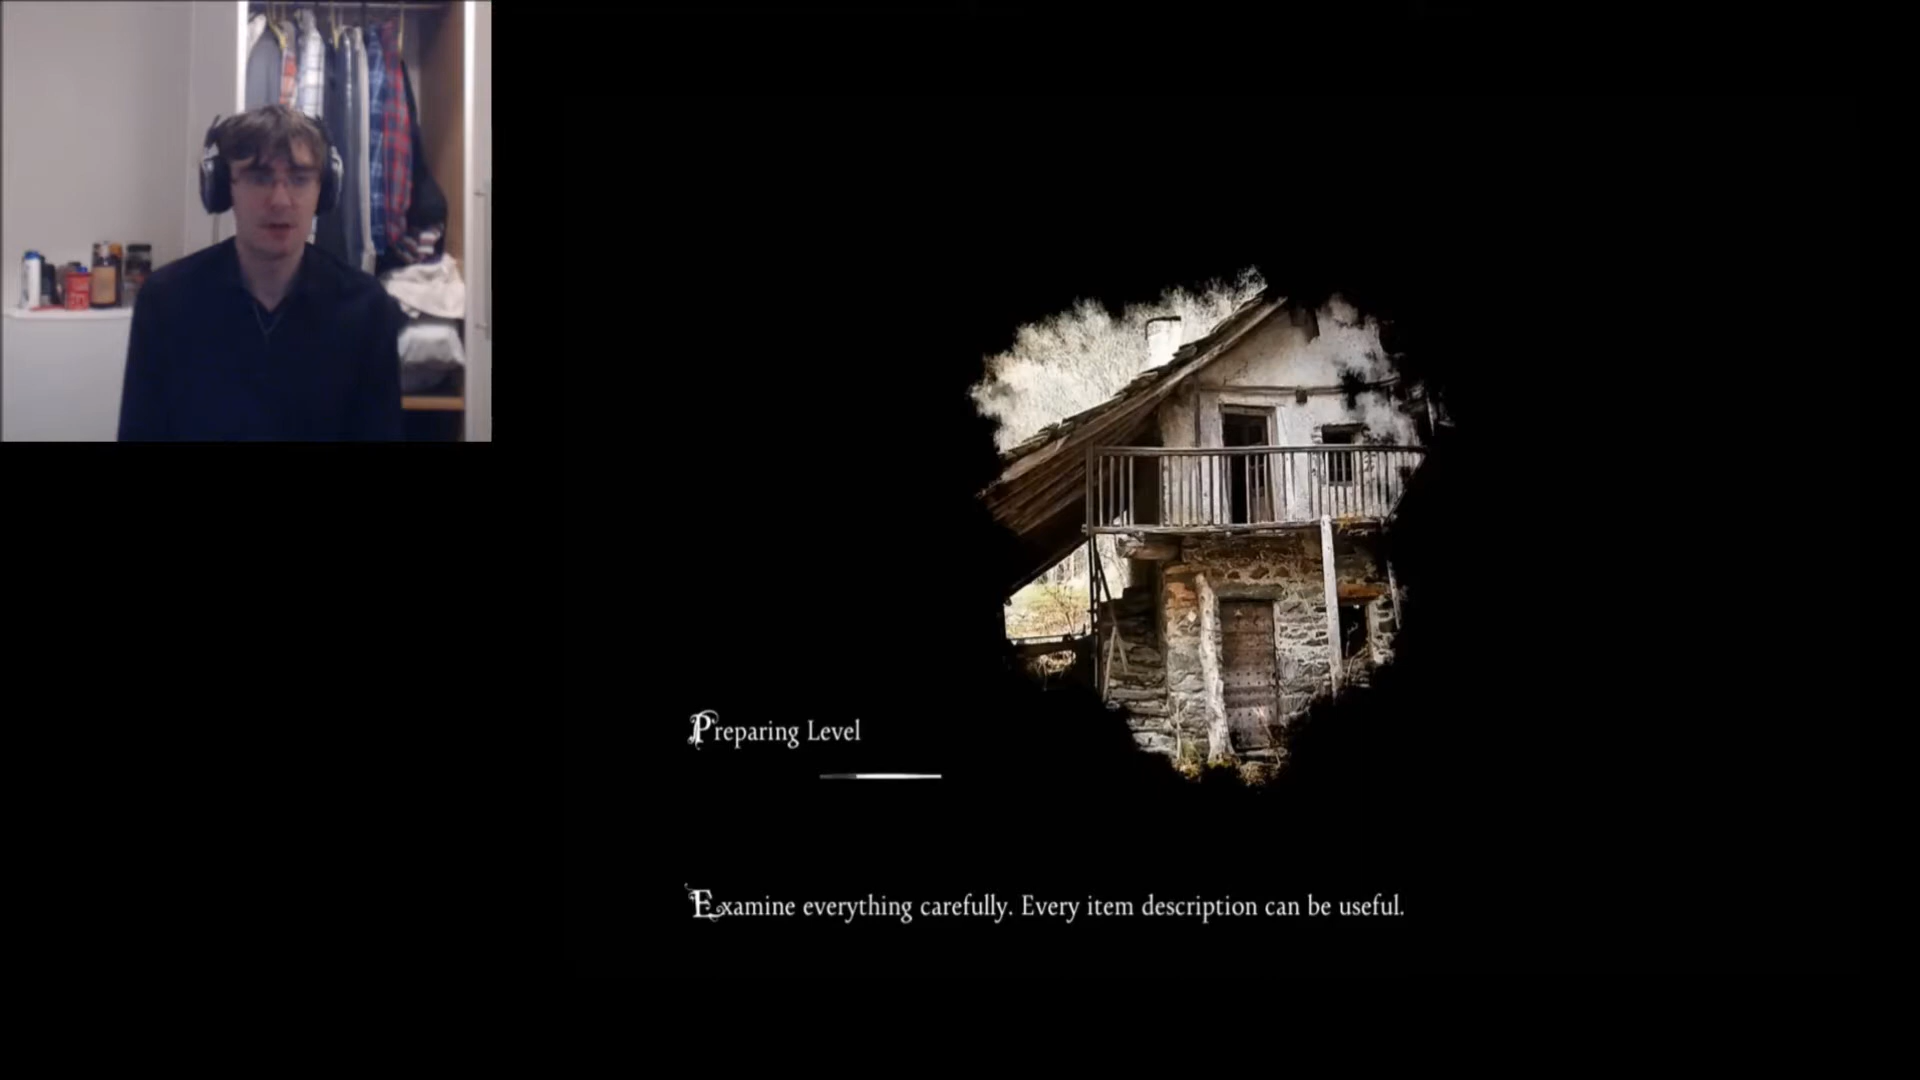 Preparing Level
Examine everything carefully. Every item description can be useful.